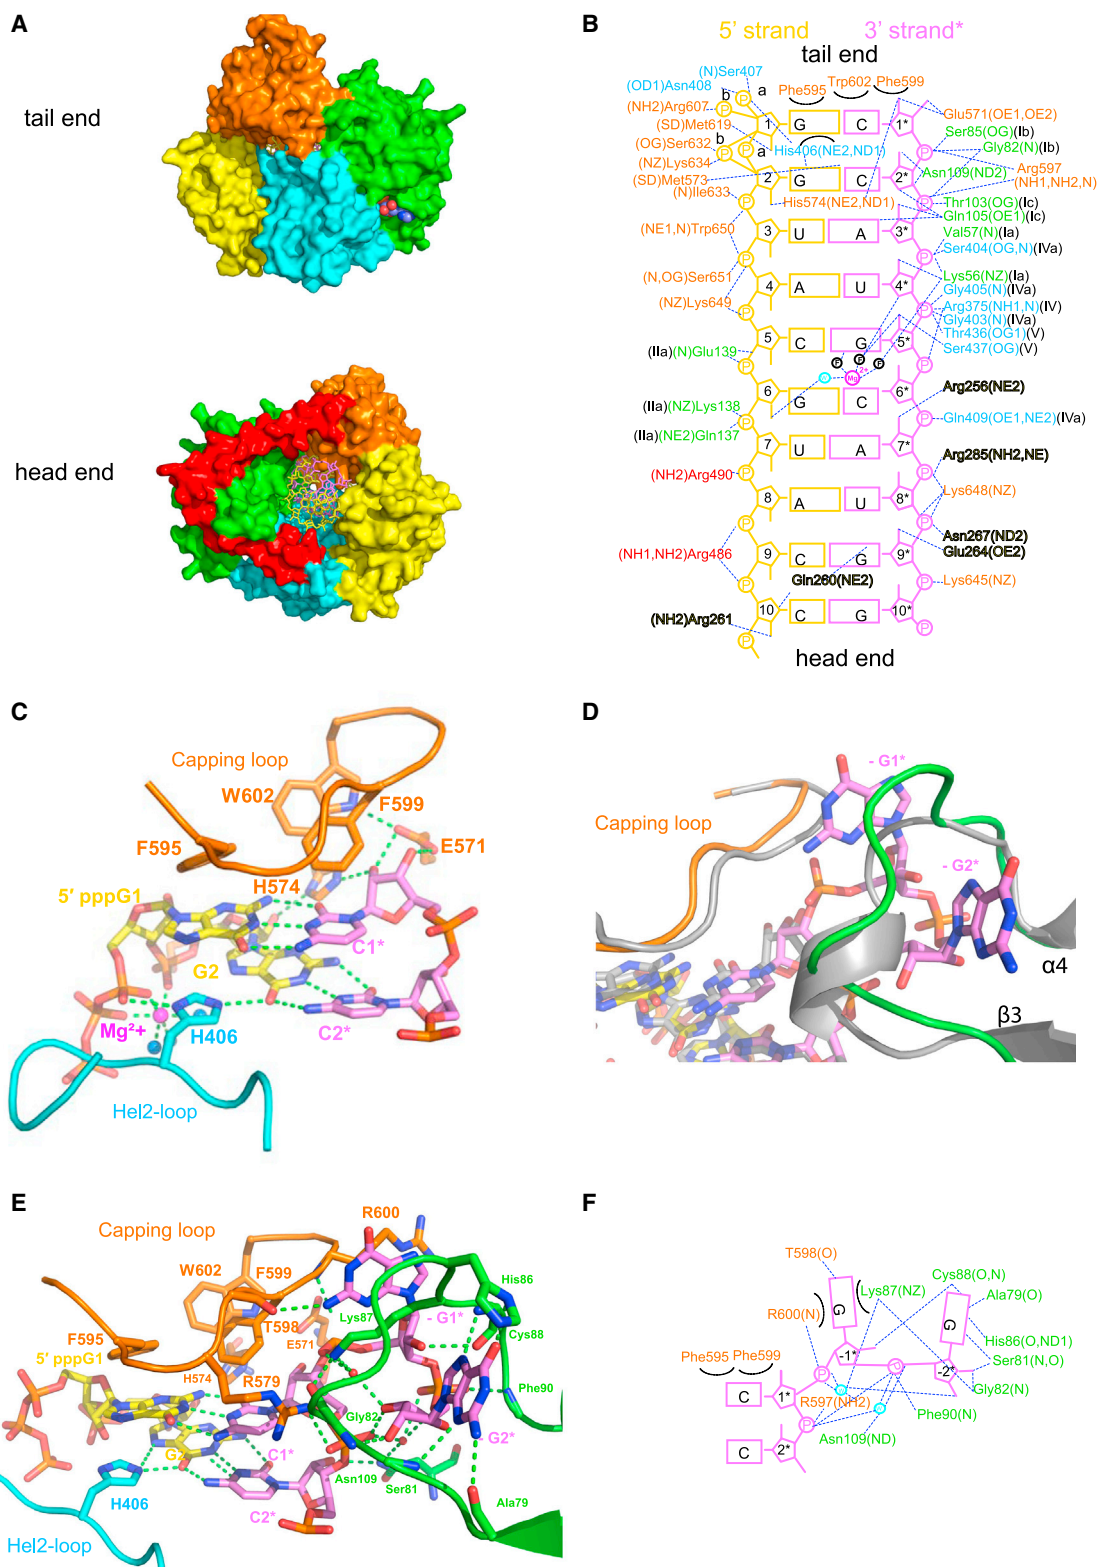 A
tail end
head end
B
5' strand
3' strand*
tail end
(N)Ser407
(OD1)Asn408
b
a
(NH2)Arg607
(SD)Met619
(OG)Ser632
b
a
(NZ)Lys634
(SD)Met573
(N)Ile633
(NE1,N)Trp650
(N,OG)Ser651
(NZ)Lys649
(IIa)(N)Glu139
(IIa)(NZ)Lys138
(IIa)(NE2)Gln137
(NH2)Arg490
(NH1,NH2)Arg486
(NH2)Arg261
Phe595
Trp602
Phe599
His406(NE2,ND1)
His574(NE2,ND1)
Gln260(NE2)
P P
1 G C 1*
P P
2 G C 2*
P P
3 U A 3*
P P
4 A U 4*
P P
5 C G 5*
F F F
Mg2+
P P
6 G C 6*
P P
7 U A 7*
P P
8 A U 8*
P P
9 C G 9*
P P
10 C G 10*
P P
Glu571(OE1,OE2)
Ser85(OG)(Ib)
Gly82(N)(Ib)
Asn109(ND2)
Arg597
(NH1,NH2,N)
Thr103(OG)(Ic)
Gln105(OE1)(Ic)
Val57(N)(Ia)
Ser404(OG,N)(IVa)
Lys56(NZ)(Ia)
Gly405(N)(IVa)
Arg375(NH1,N)(IV)
Gly403(N)(IVa)
Thr436(OG1)(V)
Ser437(OG)(V)
Arg256(NE2)
Gln409(OE1,NE2)(IVa)
Arg285(NH2,NE)
Lys648(NZ)
Asn267(ND2)
Glu264(OE2)
Lys645(NZ)
head end
C
Capping loop
W602
F599
F595
E571
H574
5' pppG1
C1*
G2
Mg²+
H406
C2*
Hel2-loop
D
- G1*
Capping loop
- G2*
α4
β3
E
R600
Capping loop
W602
F599
His86
Lys87
- G1*
T598
Cys88
F595
E571
5' pppG1
H574
R579
Phe90
Gly82
G2
C1*
- G2*
Asn109
Ser81
H406
C2*
Ala79
Hel2-loop
F
T598(O)
Cys88(O,N)
Lys87(NZ)
Ala79(O)
G
R600(N)
G
His86(O,ND1)
-1*
Phe595
Phe599
Ser81(N,O)
P
P
-2*
C
1*
R597(NH2)
Gly82(N)
P
Phe90(N)
Asn109(ND)
C
2*